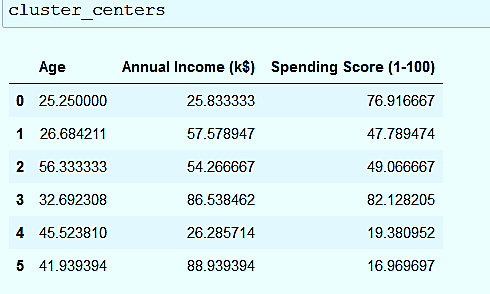 cluster_centers
Age Annual Income (k$) Spending Score (1-100)
0 25.250000 25.833333 76.916667
1 26.684211 57.578947 47.789474
2 56.333333 54.266667 49.066667
3 32.692308 86.538462 82.128205
4 45.523810 26.285714 19.380952
5 41.939394 88.939394 16.969697